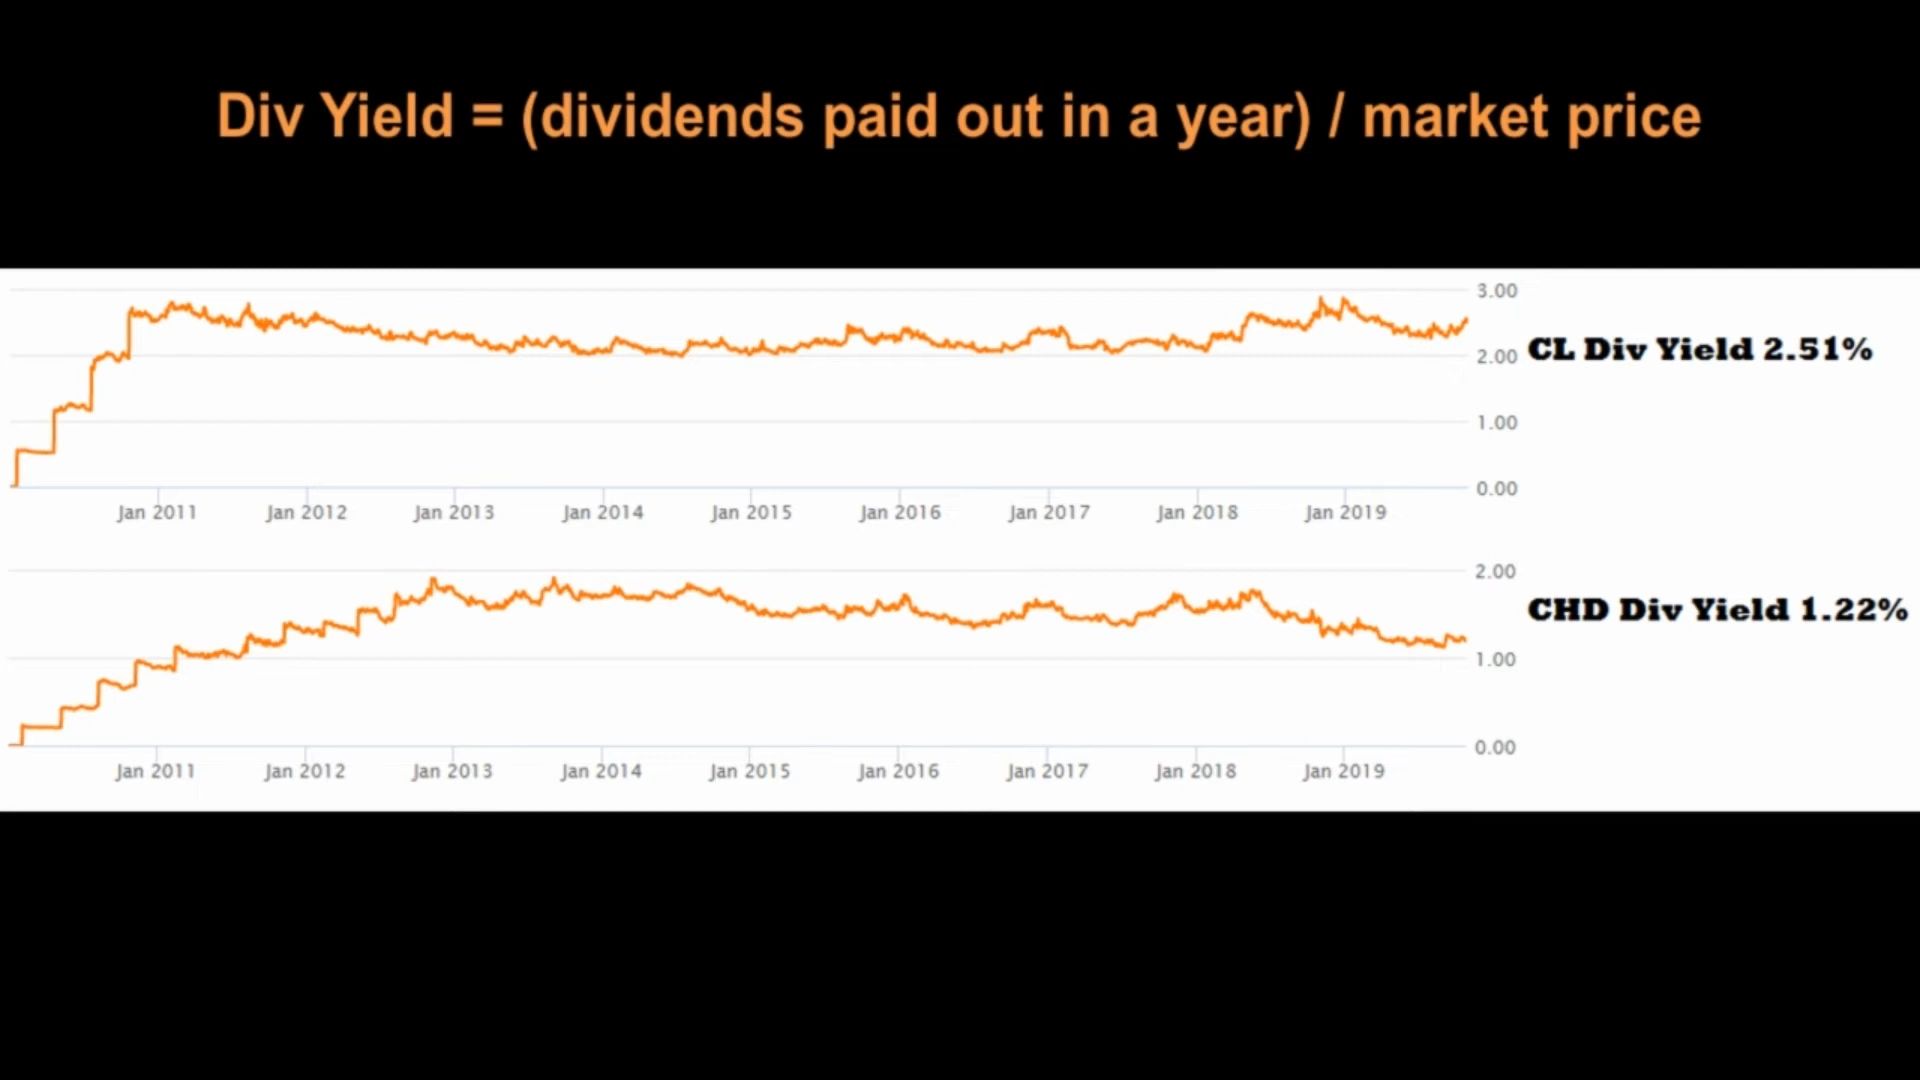 Div Yield = (dividends paid out in a year) / market price
3.00
CL Div Yield 2.51%
2.00
1.00
0.00
Jan 2011 Jan 2012 Jan 2013 Jan 2014 Jan 2015 Jan 2016 Jan 2017 Jan 2018 Jan 2019
2.00
CHD Div Yield 1.22%
1.00
0.00
Jan 2011 Jan 2012 Jan 2013 Jan 2014 Jan 2015 Jan 2016 Jan 2017 Jan 2018 Jan 2019